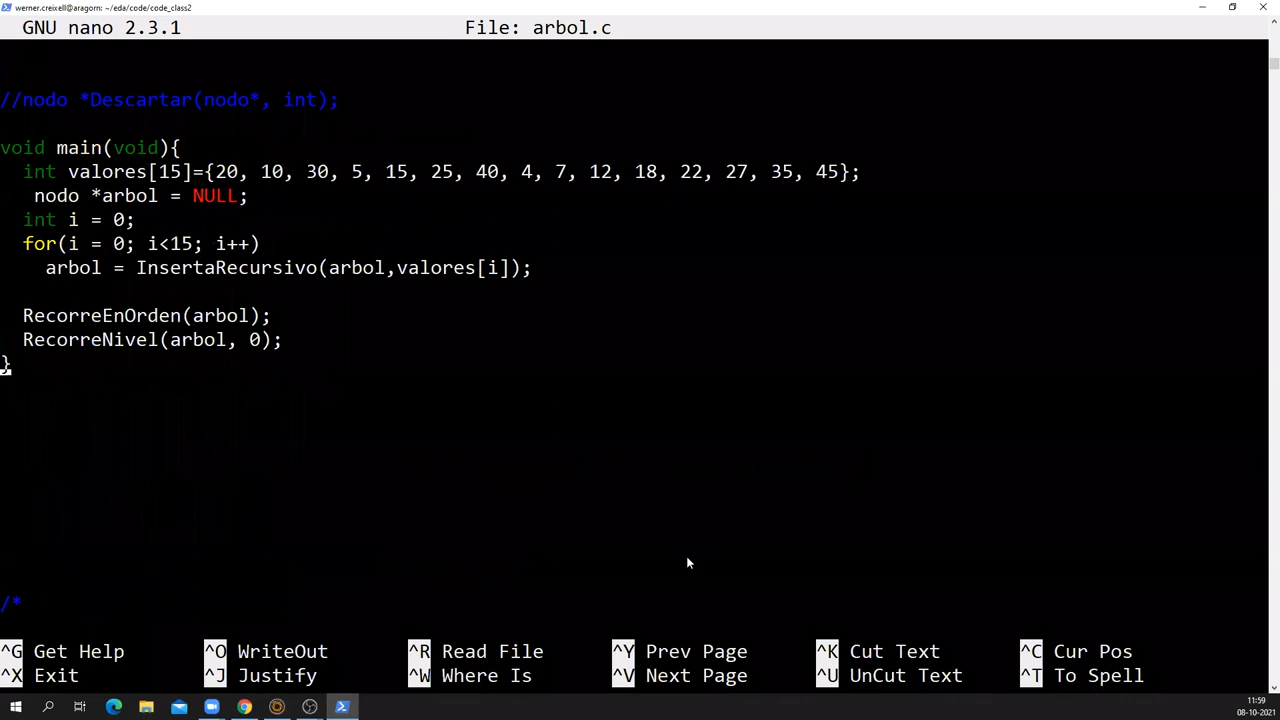 werner.creixell@aragorn: ~/eda/code/code_class2
GNU nano 2.3.1 File: arbol.c
//nodo *Descartar(nodo*, int);
void main(void){
int valores[15]={20, 10, 30, 5, 15, 25, 40, 4, 7, 12, 18, 22, 27, 35, 45};
nodo *arbol = NULL;
int i = 0;
for(i = 0; i<15; i++)
arbol = InsertaRecursivo(arbol,valores[i]);
RecorreEnOrden(arbol);
RecorreNivel(arbol, 0);
}
/*
^G Get Help ^O WriteOut ^R Read File ^Y Prev Page ^K Cut Text ^C Cur Pos
^X Exit ^J Justify ^W Where Is ^V Next Page ^U UnCut Text ^T To Spell
11:59
08-10-2021